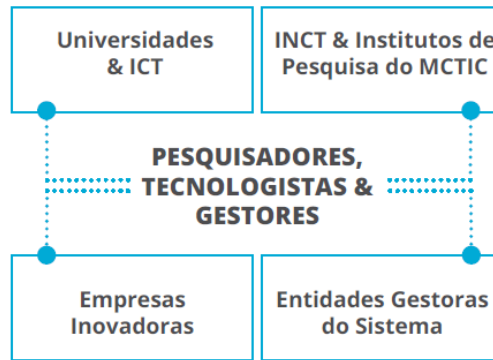 Universidades
& ICT
INCT & Institutos de
Pesquisa do MCTIC
PESQUISADORES,
TECNOLOGISTAS &
GESTORES
Empresas
Inovadoras
Entidades Gestoras
do Sistema